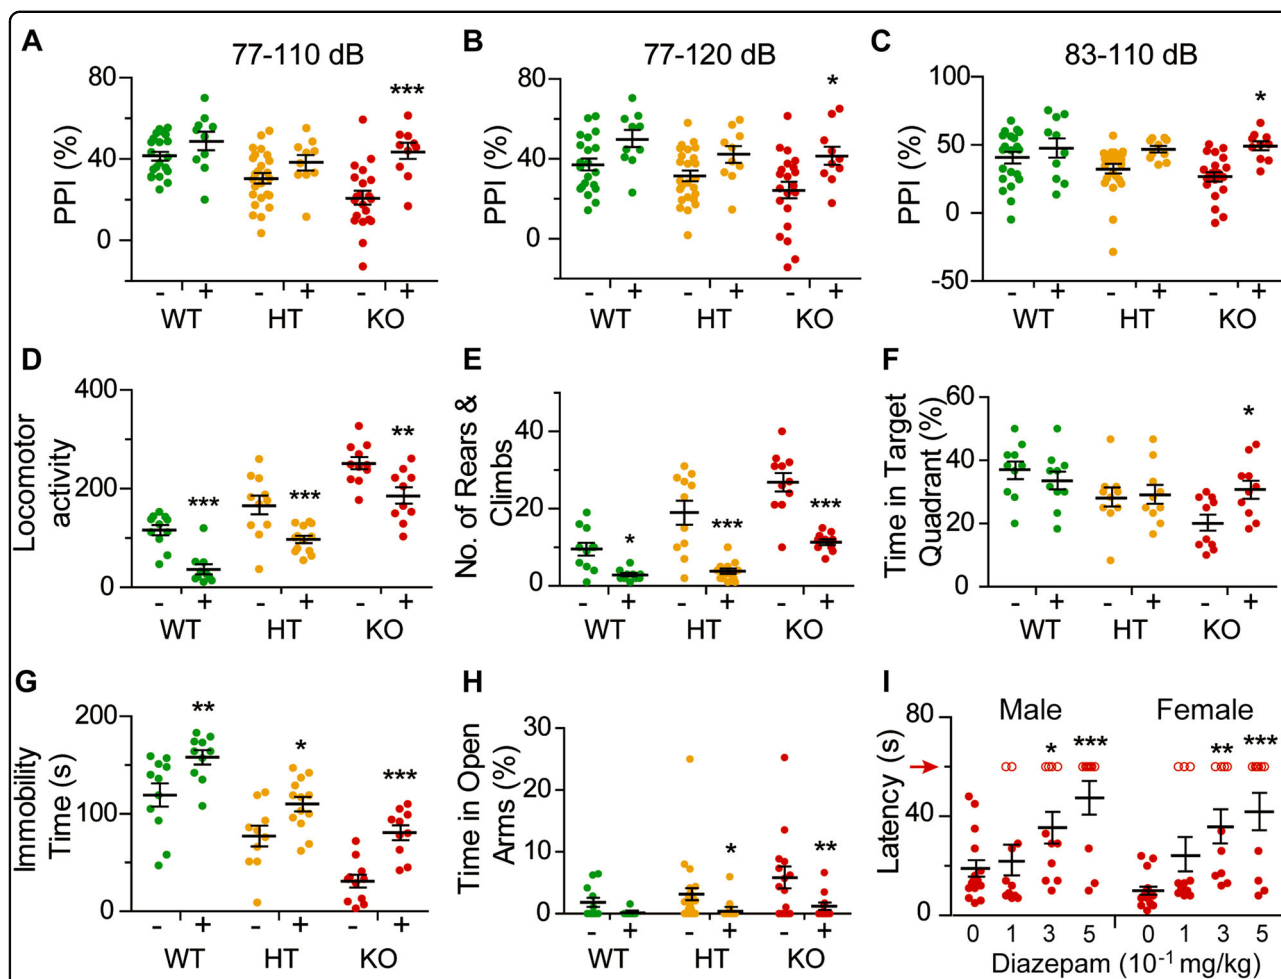 A
77-110 dB
PPI (%)
80
40
0
***
- + - + - +
WT HT KO
B
77-120 dB
PPI (%)
80
40
0
*
- + - + - +
WT HT KO
C
83-110 dB
PPI (%)
100
50
0
-50
*
- + - + - +
WT HT KO
D
Locomotor
activity
400
200
0
*** *** **
- + - + - +
WT HT KO
E
No. of Rears &
Climbs
40
20
0
* *** ***
- + - + - +
WT HT KO
F
Time in Target
Quadrant (%)
60
40
20
0
*
- + - + - +
WT HT KO
G
Immobility
Time (s)
200
100
0
** * ***
- + - + - +
WT HT KO
H
Time in Open
Arms (%)
30
20
10
0
* **
- + - + - +
WT HT KO
I
Male Female
Latency (s)
80
40
0
* *** ** ***
0 1 3 5 0 1 3 5
Diazepam (10⁻¹ mg/kg)